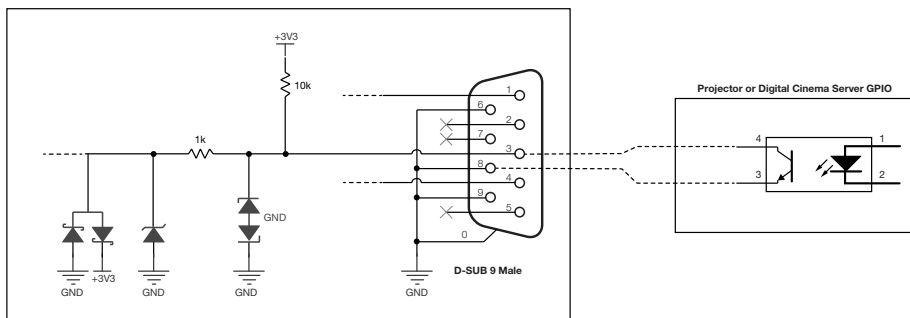 +3V3
10k
1k
GND
GND
+3V3
GND
GND
GND
1
6
2
7
3
8
4
9
5
0
D-SUB 9 Male
Projector or Digital Cinema Server GPIO
4
1
3
2